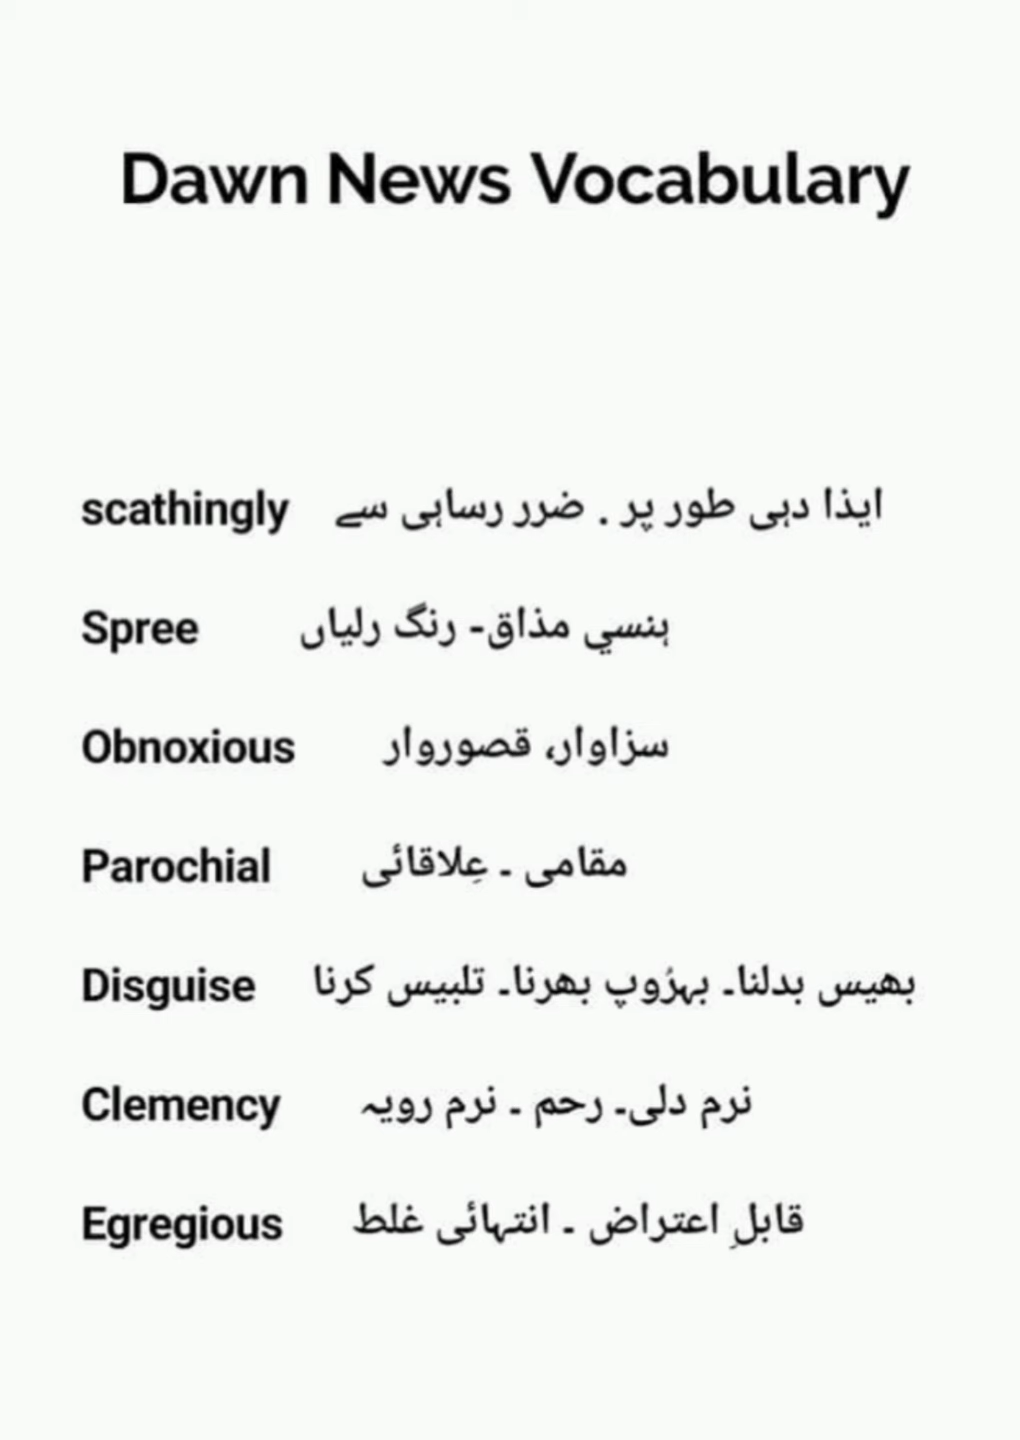 Dawn News Vocabulary
scathingly ایذا دہی طور پر . ضرر رساہی سے
Spree ہنسي مذاق- رنگ رلیاں
Obnoxious سزاوار، قصوروار
Parochial مقامی ۔ عِلاقائی
Disguise بھیس بدلنا۔ بہرُوپ بھرنا۔ تلبیس کرنا
Clemency نرم دلی۔ رحم ۔ نرم رویہ
Egregious قابلِ اعتراض ۔ انتہائی غلط